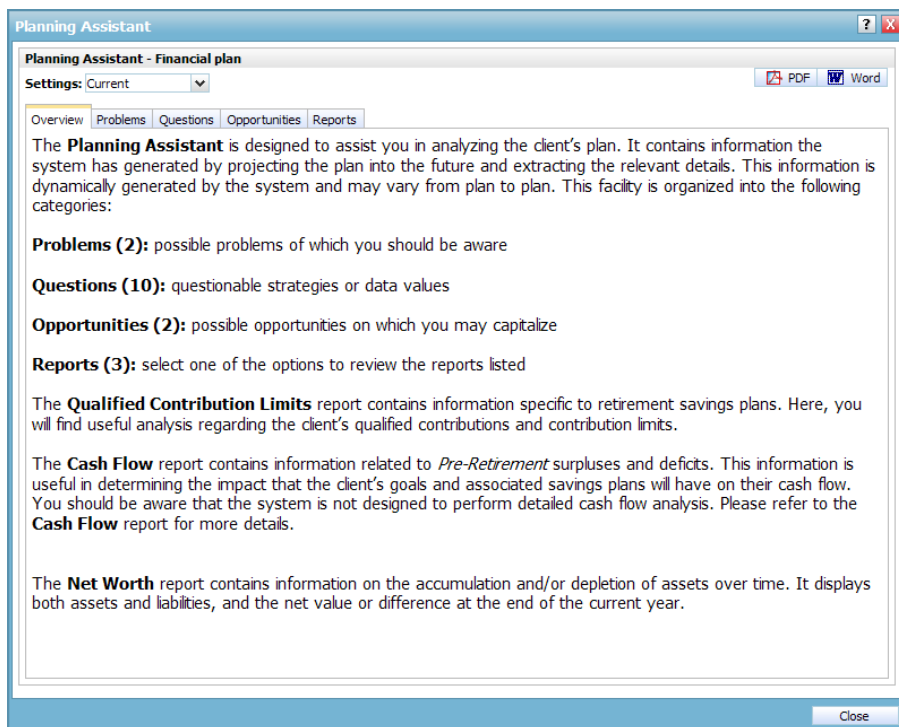 Planning Assistant
? X
Planning Assistant - Financial plan
Settings: Current
PDF W Word
Overview Problems Questions Opportunities Reports
The Planning Assistant is designed to assist you in analyzing the client's plan. It contains information the
system has generated by projecting the plan into the future and extracting the relevant details. This information is
dynamically generated by the system and may vary from plan to plan. This facility is organized into the following
categories:
Problems (2): possible problems of which you should be aware
Questions (10): questionable strategies or data values
Opportunities (2): possible opportunities on which you may capitalize
Reports (3): select one of the options to review the reports listed
The Qualified Contribution Limits report contains information specific to retirement savings plans. Here, you
will find useful analysis regarding the client's qualified contributions and contribution limits.
The Cash Flow report contains information related to Pre-Retirement surpluses and deficits. This information is
useful in determining the impact that the client's goals and associated savings plans will have on their cash flow.
You should be aware that the system is not designed to perform detailed cash flow analysis. Please refer to the
Cash Flow report for more details.
The Net Worth report contains information on the accumulation and/or depletion of assets over time. It displays
both assets and liabilities, and the net value or difference at the end of the current year.
Close